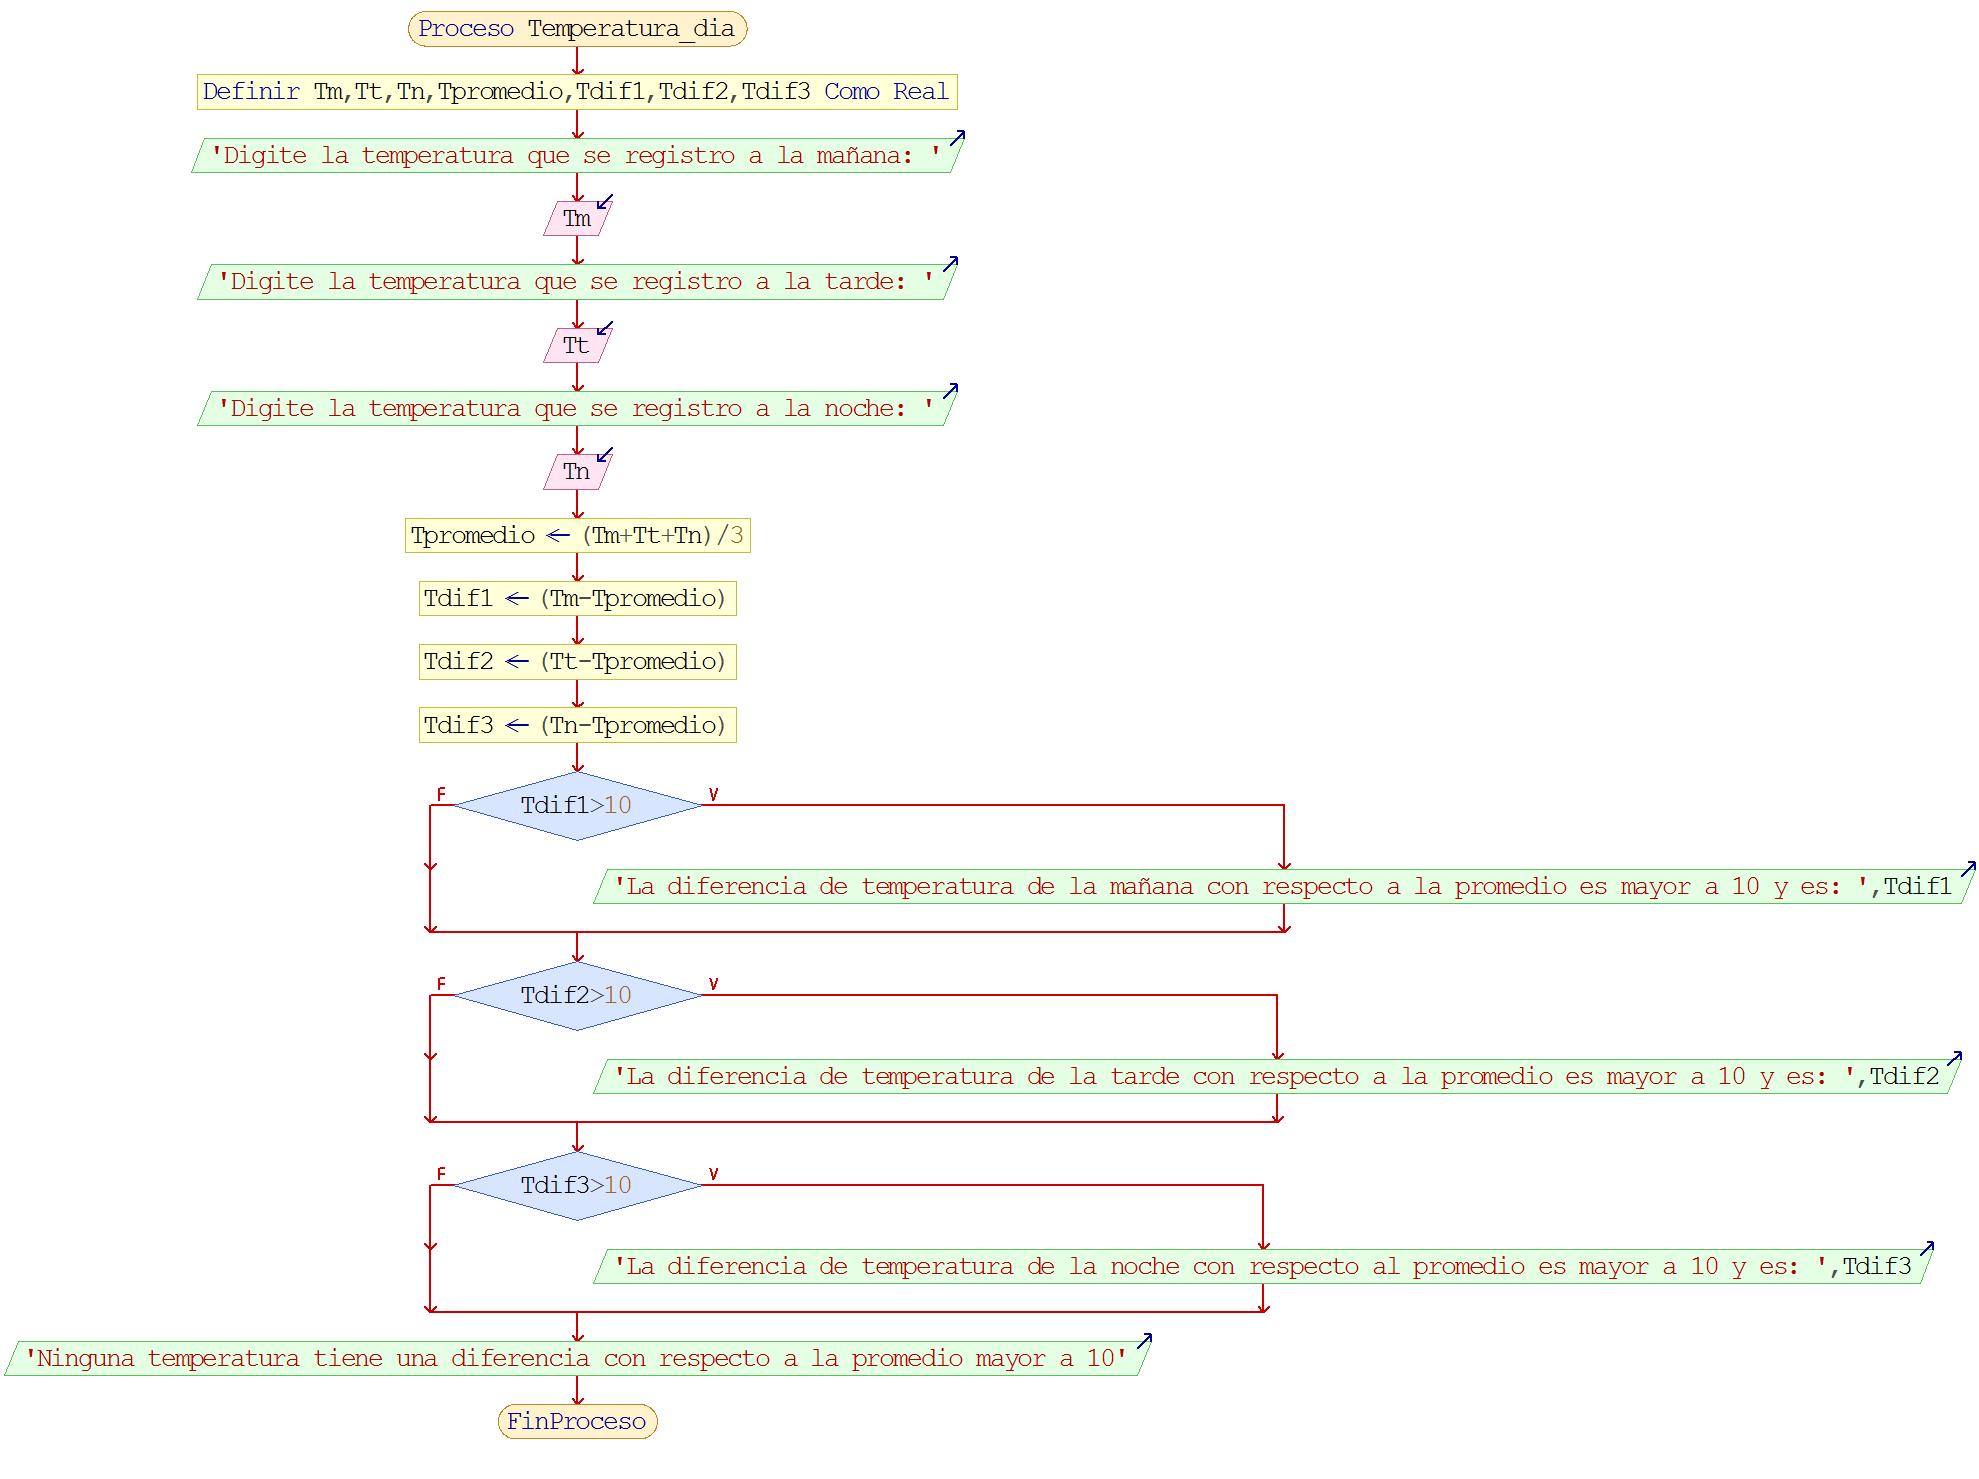 Proceso Temperatura_dia
Definir Tm,Tt,Tn,Tpromedio,Tdif1,Tdif2,Tdif3 Como Real
'Digite la temperatura que se registro a la mañana: '
Tm
'Digite la temperatura que se registro a la tarde: '
Tt
'Digite la temperatura que se registro a la noche: '
Tn
Tpromedio ← (Tm+Tt+Tn)/3
Tdif1 ← (Tm-Tpromedio)
Tdif2 ← (Tt-Tpromedio)
Tdif3 ← (Tn-Tpromedio)
F Tdif1>10 V
'La diferencia de temperatura de la mañana con respecto a la promedio es mayor a 10 y es: ',Tdif1
F Tdif2>10 V
'La diferencia de temperatura de la tarde con respecto a la promedio es mayor a 10 y es: ',Tdif2
F Tdif3>10 V
'La diferencia de temperatura de la noche con respecto al promedio es mayor a 10 y es: ',Tdif3
'Ninguna temperatura tiene una diferencia con respecto a la promedio mayor a 10'
FinProceso